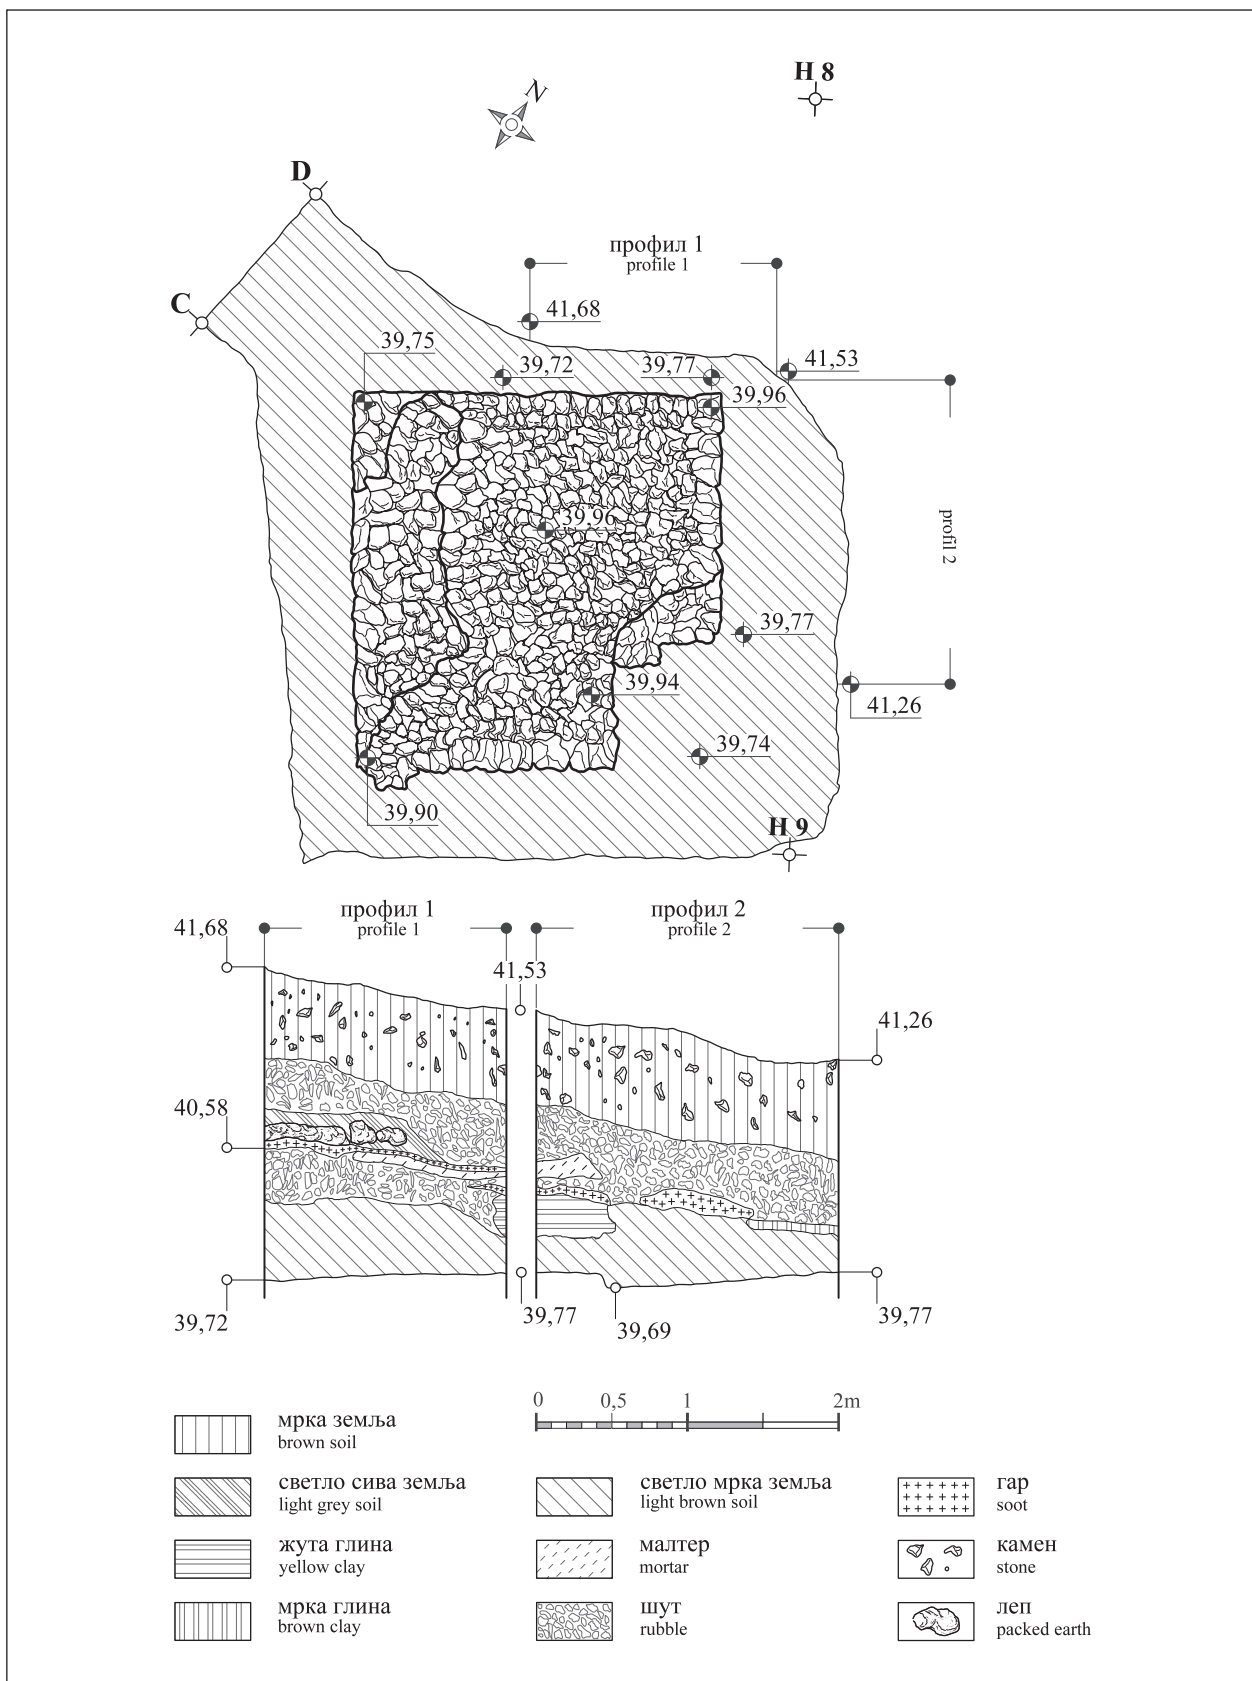 H 8
N
D
профил 1
profile 1
C
41,68
39,75
39,72
39,77
41,53
39,96
39,96
profil 2
39,77
39,94
41,26
39,74
39,90
H 9
профил 1
profile 1
профил 2
profile 2
41,68
41,53
41,26
40,58
39,72
39,77
39,69
39,77
0 0,5 1 2m
мрка земља
brown soil
светло сива земља
light grey soil
светло мрка земља
light brown soil
гар
soot
жута глина
yellow clay
малтер
mortar
камен
stone
мрка глина
brown clay
шут
rubble
леп
packed earth